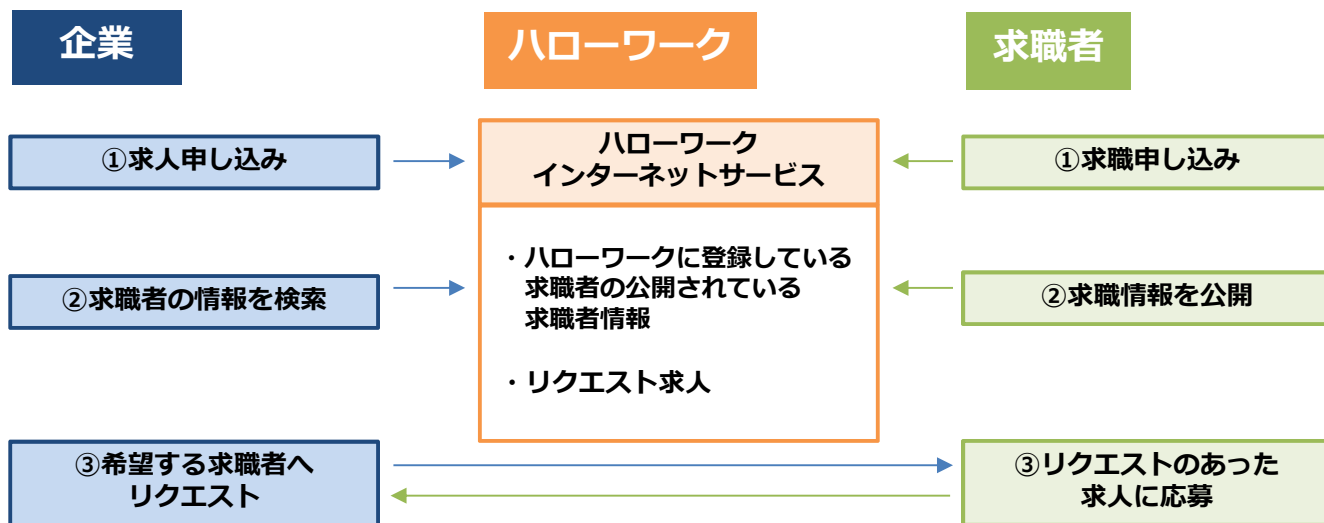 企業
ハローワーク
求職者
①求人申し込み
ハローワーク
インターネットサービス
①求職申し込み
②求職者の情報を検索
・ハローワークに登録している
求職者の公開されている
求職者情報
・リクエスト求人
②求職情報を公開
③希望する求職者へ
リクエスト
③リクエストのあった
求人に応募